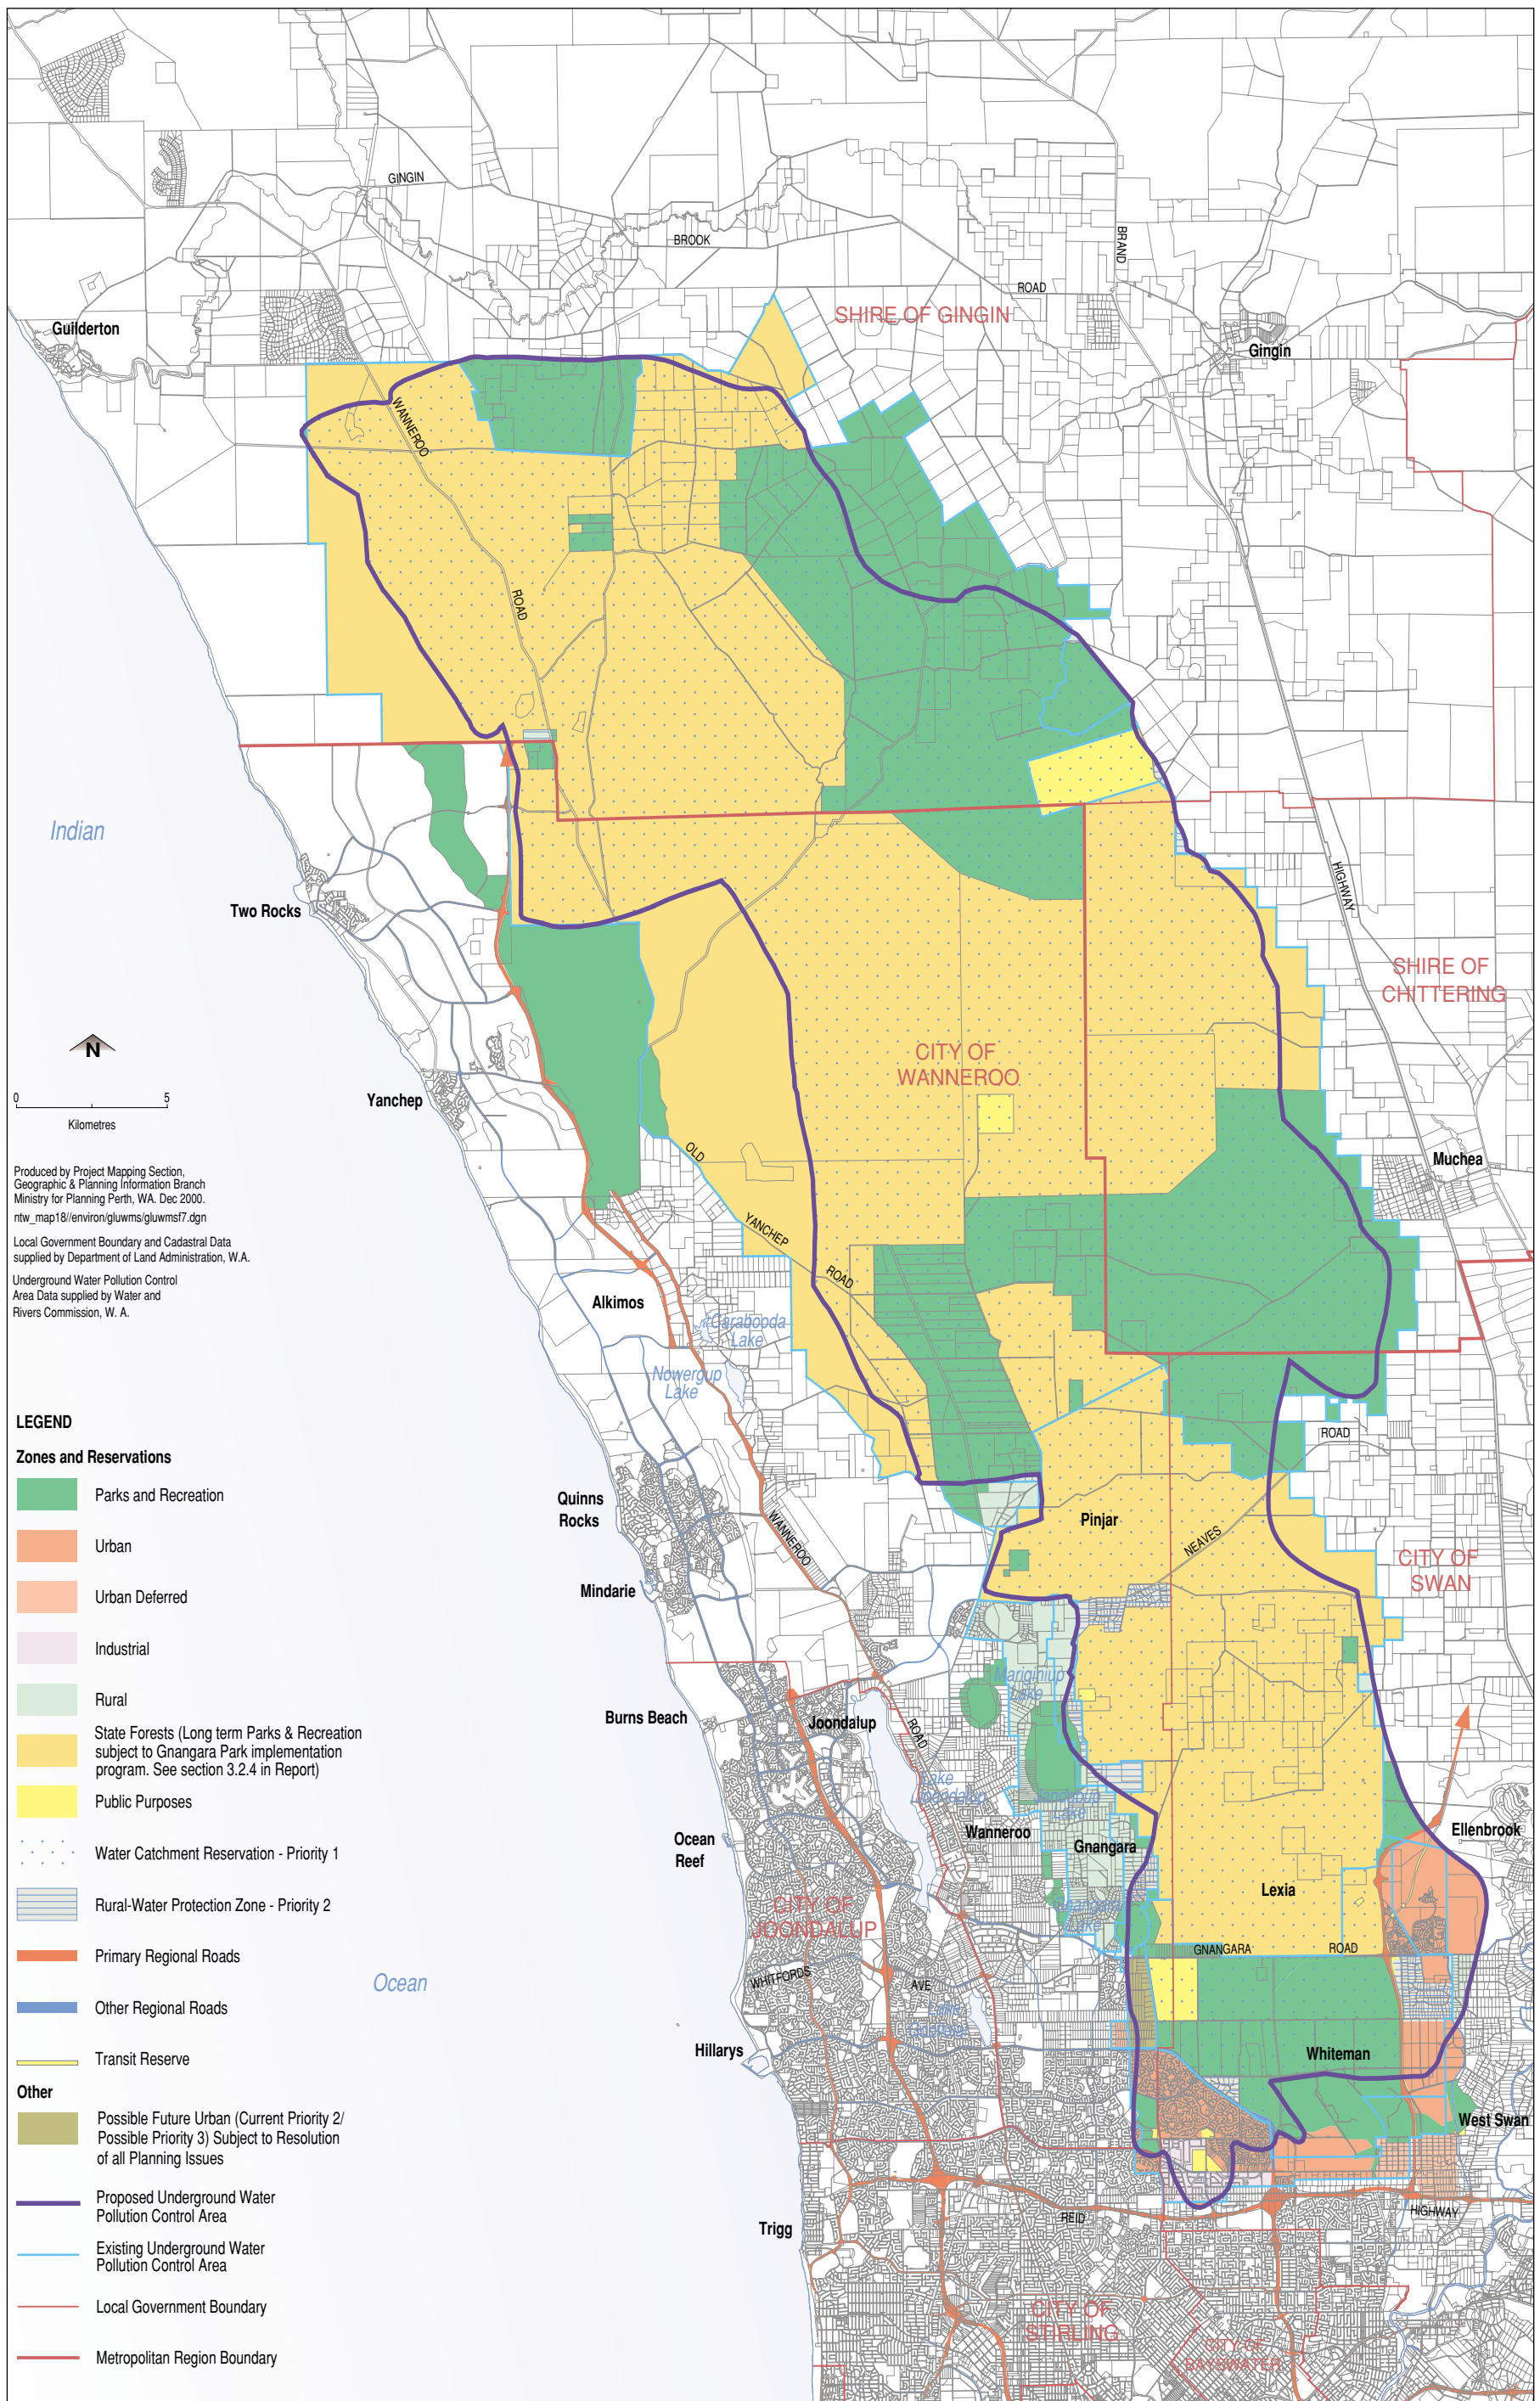 GINGIN
BROOK
ROAD
BRAND
SHIRE OF GINGIN
Guilderton
Gingin
WANNEROO
ROAD
Indian
Two Rocks
HIGHWAY
SHIRE OF
CHITTERING
CITY OF
WANNEROO
N
0 5
Kilometres
Yanchep
OLD
YANCHEP
ROAD
Muchea
Produced by Project Mapping Section,
Geographic & Planning Information Branch
Ministry for Planning Perth, WA. Dec 2000.
ntw_map18//environ/gluwms/gluwmsf7.dgn
Local Government Boundary and Cadastral Data
supplied by Department of Land Administration, W.A.
Underground Water Pollution Control
Area Data supplied by Water and
Rivers Commission, W. A.
Alkimos
Carabooda
Lake
Nowergup
Lake
ROAD
Quinns
Rocks
WANNEROO
Pinjar
NEAVES
CITY OF
SWAN
Mindarie
Mariginiup
Lake
Burns Beach
Joondalup
ROAD
Lake
Joondalup
Jandabup
Lake
Ocean
Reef
Wanneroo
Gnangara
Ellenbrook
Lexia
CITY OF
JOONDALUP
Gnangara
Lake
GNANGARA
ROAD
WHITFORDS
AVE
Ocean
Lake
Goollelal
Hillarys
Whiteman
West Swan
Trigg
REID
HIGHWAY
CITY OF
STIRLING
CITY OF
BAYSWATER
LEGEND
Zones and Reservations
Parks and Recreation
Urban
Urban Deferred
Industrial
Rural
State Forests (Long term Parks & Recreation
subject to Gnangara Park implementation
program. See section 3.2.4 in Report)
Public Purposes
Water Catchment Reservation - Priority 1
Rural-Water Protection Zone - Priority 2
Primary Regional Roads
Other Regional Roads
Transit Reserve
Other
Possible Future Urban (Current Priority 2/
Possible Priority 3) Subject to Resolution
of all Planning Issues
Proposed Underground Water
Pollution Control Area
Existing Underground Water
Pollution Control Area
Local Government Boundary
Metropolitan Region Boundary